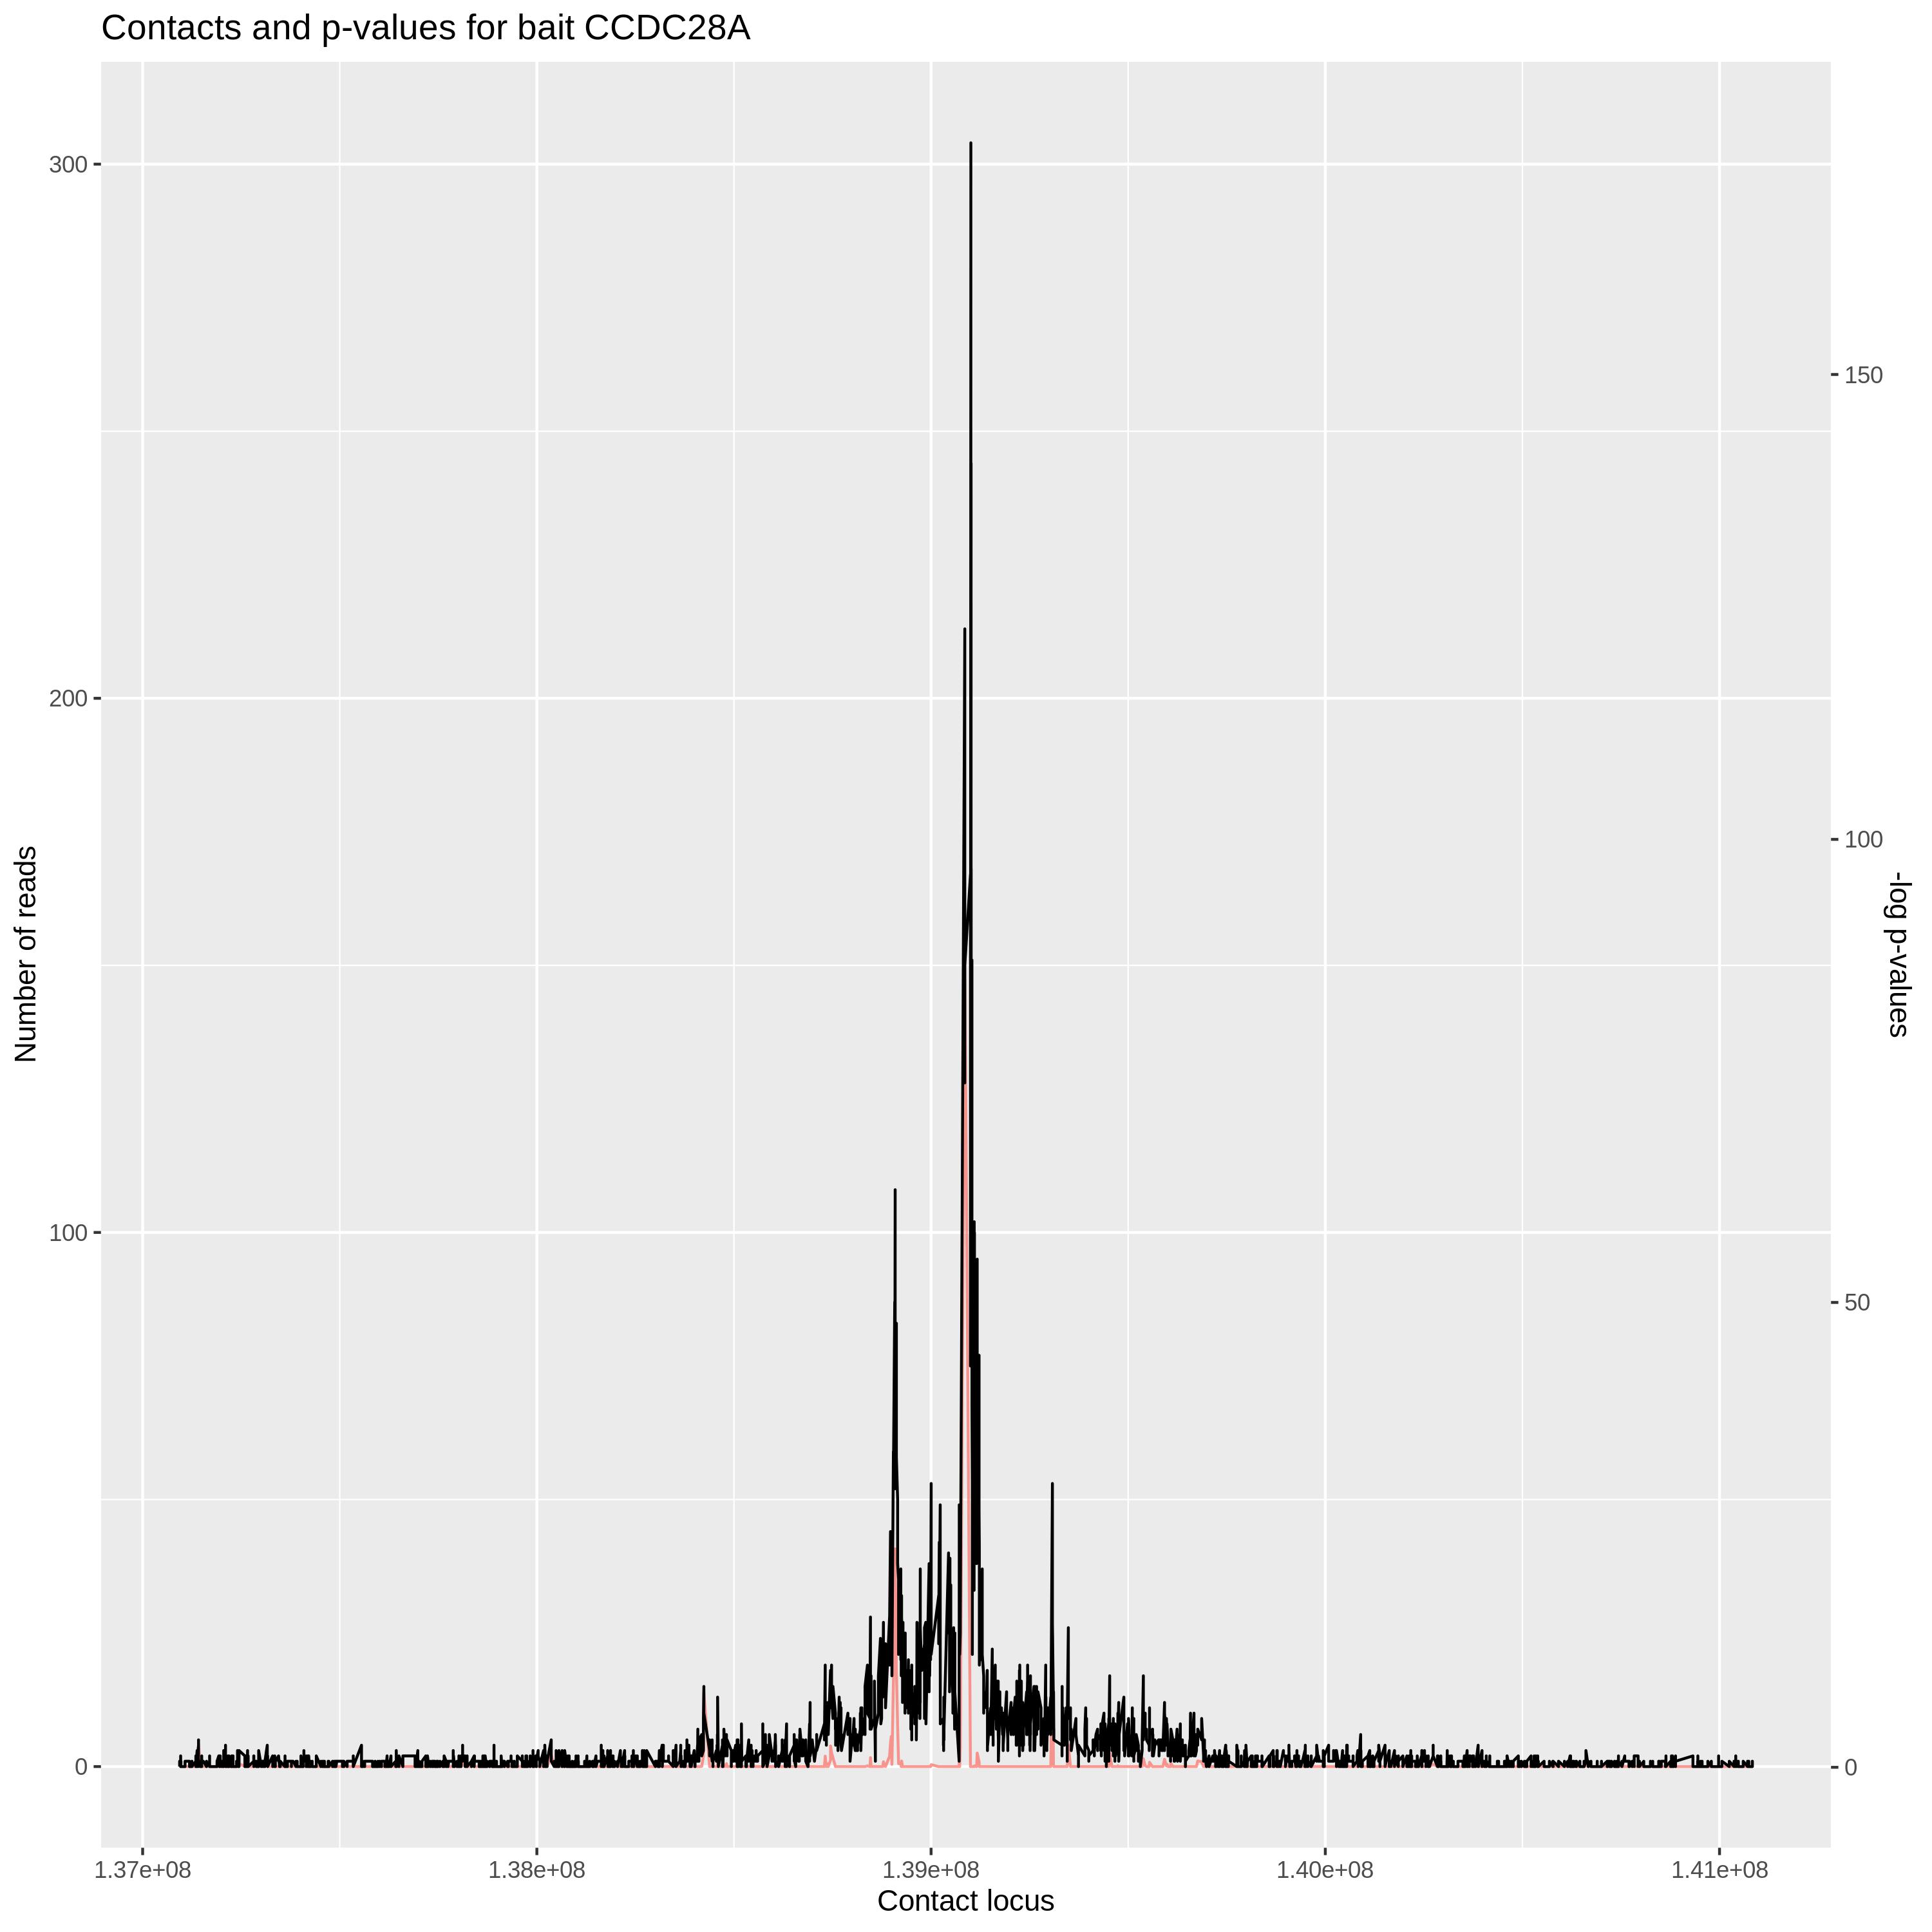 Contacts and p-values for bait CCDC28A
300
200
100
0
Number of reads
150
100
50
0
-log p-values
1.37e+08
1.38e+08
1.39e+08
1.40e+08
1.41e+08
Contact locus